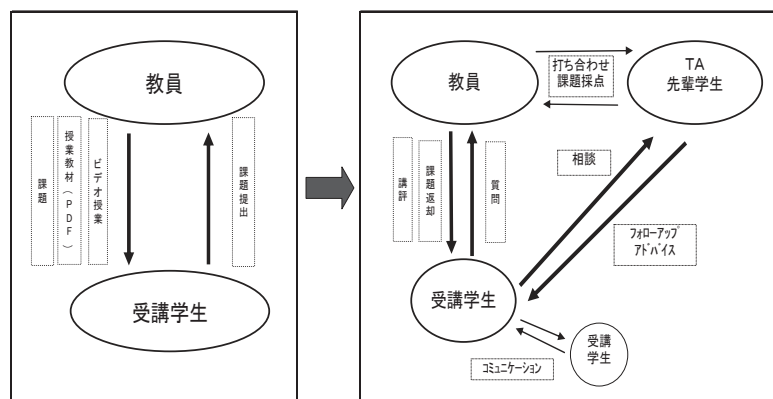 教員
課題
授業教材（PDF）
ビデオ授業
課題提出
受講学生
教員
打ち合わせ
課題採点
TA
先輩学生
講評
課題返却
質問
相談
ﾌｫﾛｰｱｯﾌﾟ
ｱﾄﾞﾊﾞｲｽ
受講学生
受講
学生
ｺﾐｭﾆｹｰｼｮﾝ